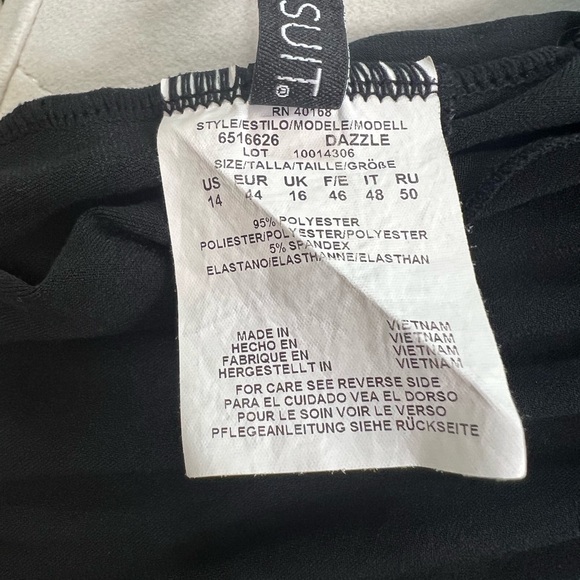 SUIT®
RN 40168
STYLE/ESTILO/MODELE/MODELL
6516626 DAZZLE
LOT 10014306
SIZE/TALLA/TAILLE/GRÖßE
US EUR UK F/E IT RU
14 44 16 46 48 50
95% POLYESTER
POLIESTER/POLYESTER/POLYESTER
5% SPANDEX
ELASTANO/ELASTHANNE/ELASTHAN
MADE IN VIETNAM
HECHO EN VIETNAM
FABRIQUE EN VIETNAM
HERGESTELLT IN VIETNAM
FOR CARE SEE REVERSE SIDE
PARA EL CUIDADO VEA EL DORSO
POUR LE SOIN VOIR LE VERSO
PFLEGEANLEITUNG SIEHE RÜCKSEITE